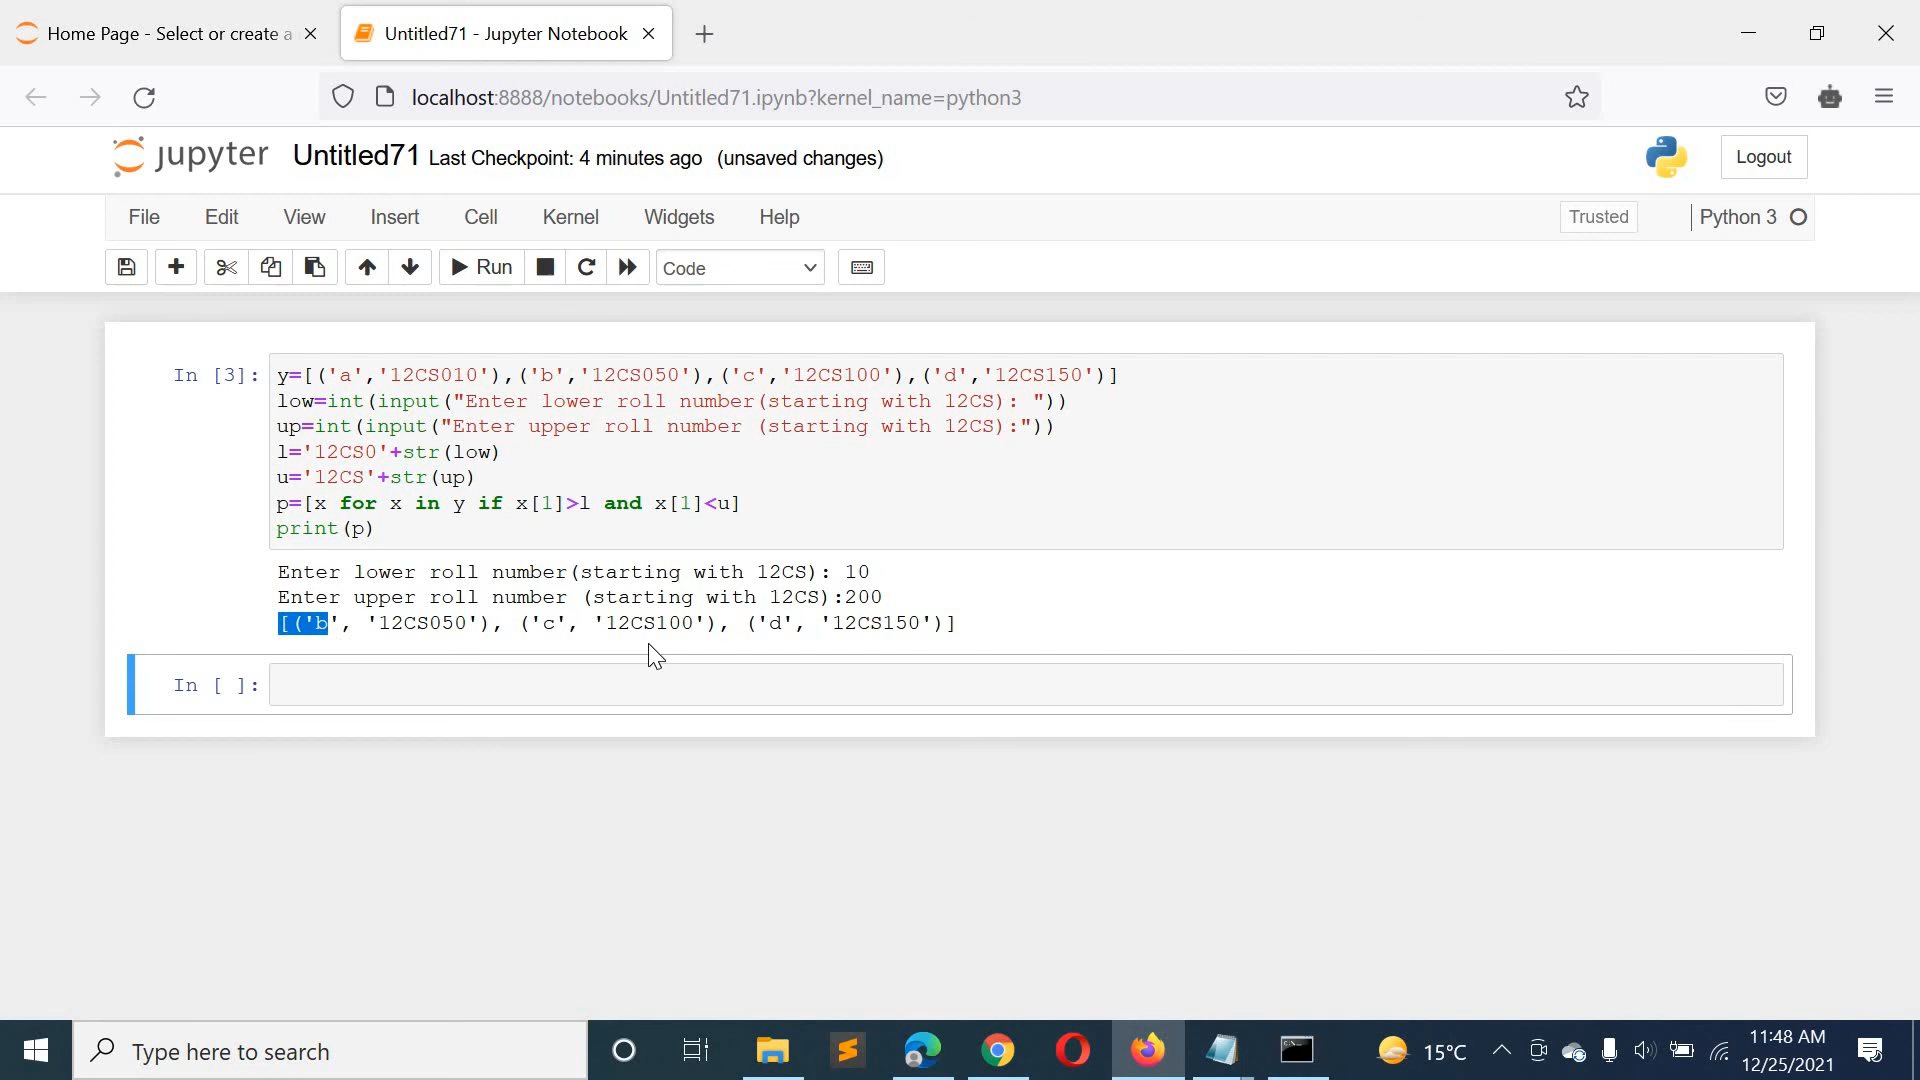 Home Page - Select or create a
Untitled71 - Jupyter Notebook
localhost:8888/notebooks/Untitled71.ipynb?kernel_name=python3
jupyter Untitled71 Last Checkpoint: 4 minutes ago (unsaved changes)
Logout
File Edit View Insert Cell Kernel Widgets Help
Trusted
Python 3
Run
Code
In [3]: y=[('a','12CS010'),('b','12CS050'),('c','12CS100'),('d','12CS150')]
low=int(input("Enter lower roll number(starting with 12CS): "))
up=int(input("Enter upper roll number (starting with 12CS):"))
l='12CS0'+str(low)
u='12CS'+str(up)
p=[x for x in y if x[1]>l and x[1]<u]
print(p)
Enter lower roll number(starting with 12CS): 10
Enter upper roll number (starting with 12CS):200
[('b', '12CS050'), ('c', '12CS100'), ('d', '12CS150')]
In [ ]:
Type here to search
15°C
11:48 AM
12/25/2021